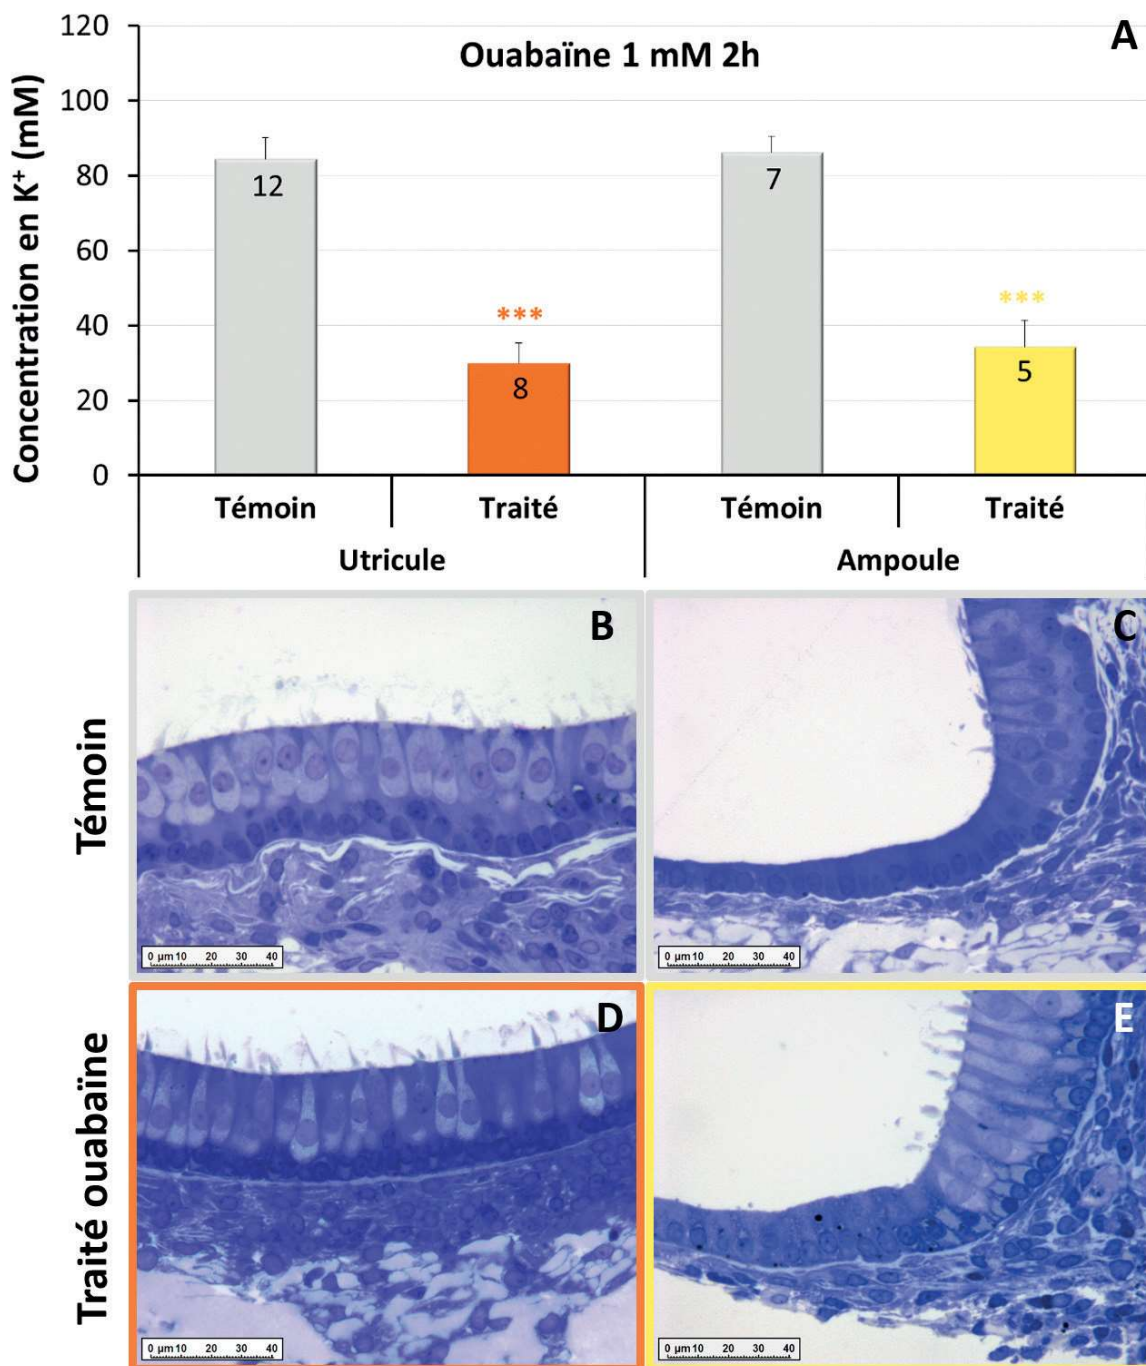 120
A
Ouabaïne 1 mM 2h
100
80
60
40
20
0
Concentration en K⁺ (mM)
12
***
8
7
***
5
Témoin
Traité
Témoin
Traité
Utricule
Ampoule
B
C
Témoin
0 µm 10 20 30 40
0 µm 10 20 30 40
D
E
Traité ouabaïne
0 µm 10 20 30 40
0 µm 10 20 30 40